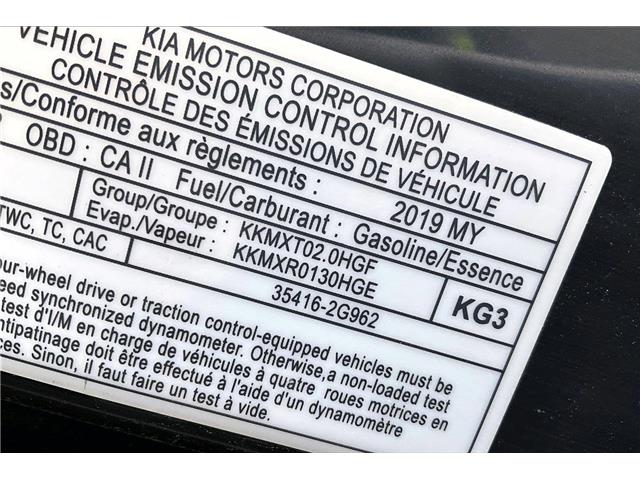 KIA MOTORS CORPORATION
VEHICLE EMISSION CONTROL INFORMATION
CONTRÔLE DES ÉMISSIONS DE VÉHICULE
s/Conforme aux règlements : 2019 MY
OBD : CA II Fuel/Carburant : Gasoline/Essence
Group/Groupe : KKMXT02.0HGF
Evap./Vapeur : KKMXR0130HGE
TWC, TC, CAC 35416-2G962 KG3
our-wheel drive or traction control-equipped vehicles must be
eed synchronized dynamometer. Otherwise,a non-loaded test
test d'I/M en charge de véhicules à quatre roues motrices en
antipatinage doit être effectué à l'aide d'un dynamomètre
ces. Sinon, il faut faire un test à vide.